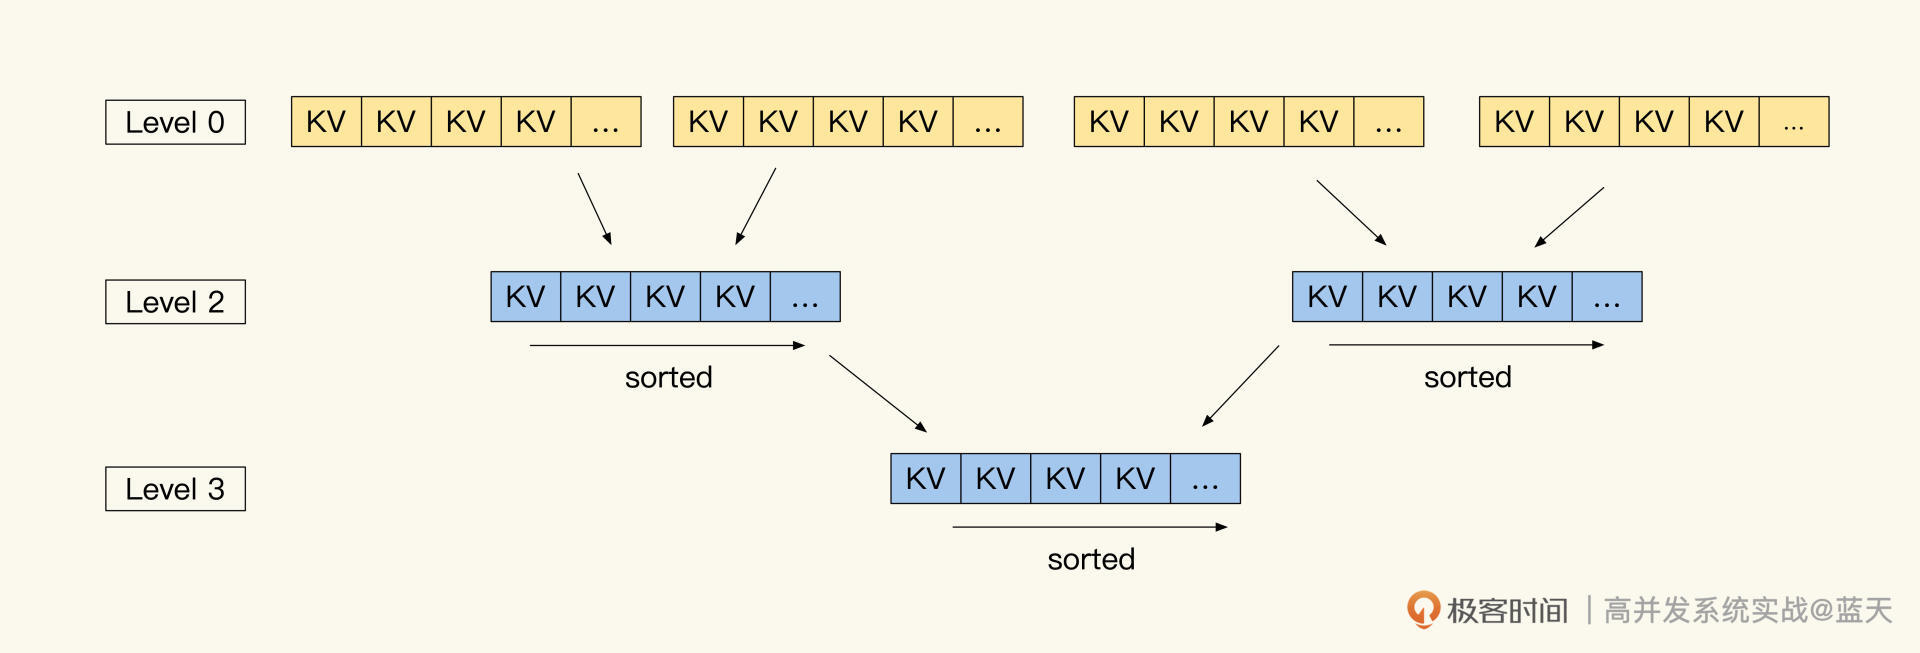 Level 0 KV KV KV KV ... KV KV KV KV ... KV KV KV KV ... KV KV KV KV ...
Level 2 KV KV KV KV ... KV KV KV KV ...
sorted sorted
Level 3 KV KV KV KV ...
sorted
极客时间 | 高并发系统实战@蓝天